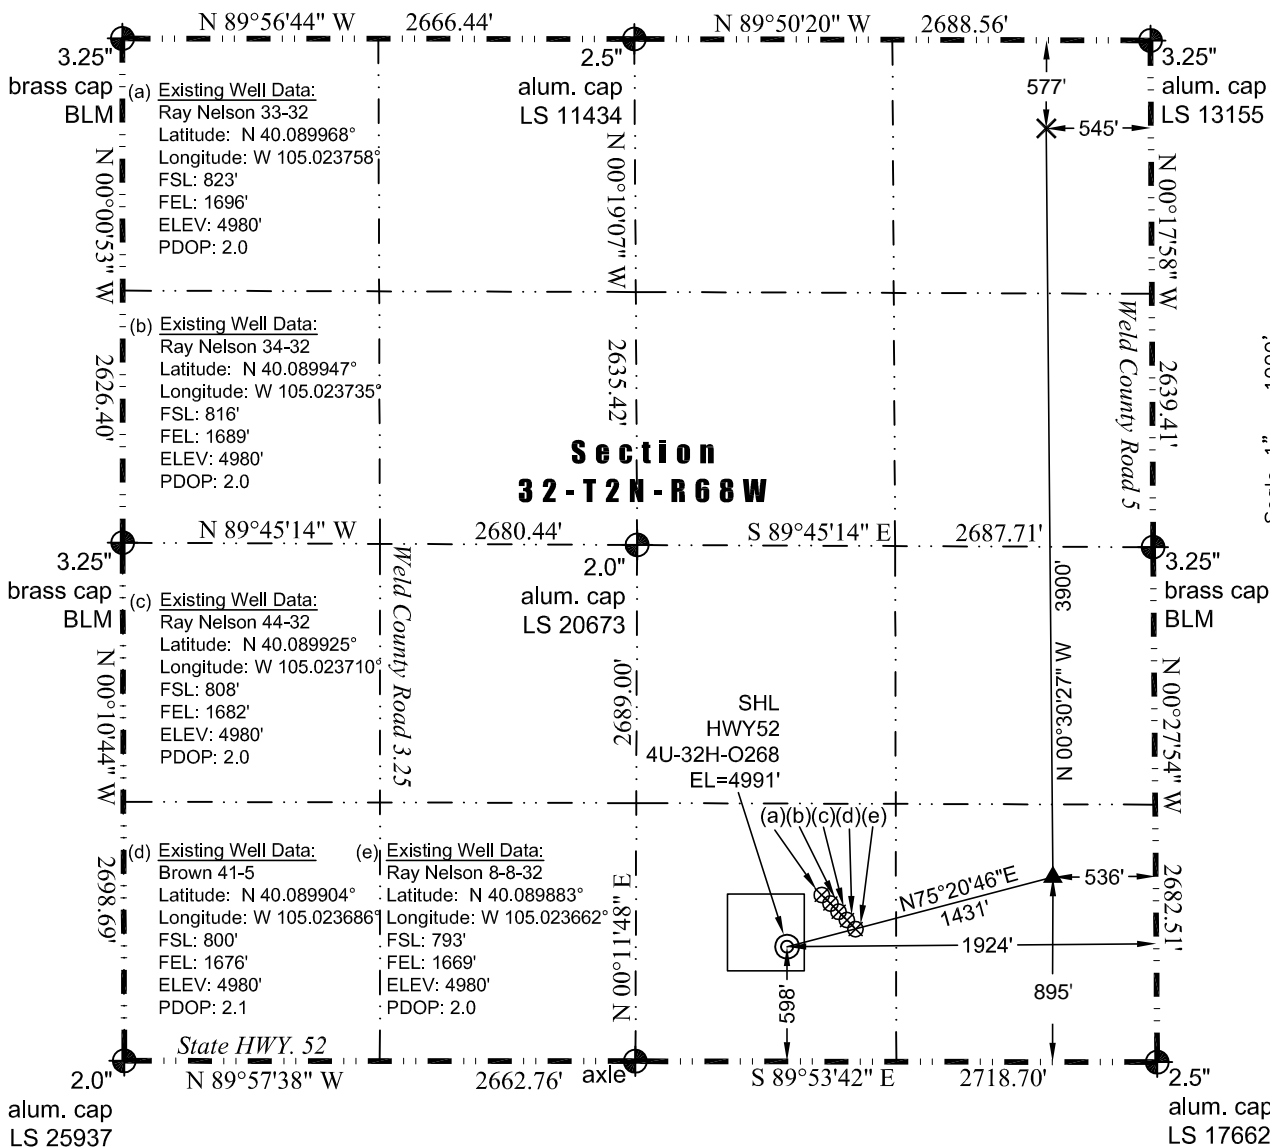 N 89°56'44" W 2666.44' N 89°50'20" W 2688.56'
3.25"
brass cap
BLM
2.5"
alum. cap
LS 11434
3.25"
alum. cap
LS 13155
577'
545'
(a) Existing Well Data:
Ray Nelson 33-32
Latitude: N 40.089968°
Longitude: W 105.023758°
FSL: 823'
FEL: 1696'
ELEV: 4980'
PDOP: 2.0
N 00°00'53" W
2626.40'
N 00°19'07" W
2635.42'
N 00°17'58" W
2639.41'
Weld County Road 5
(b) Existing Well Data:
Ray Nelson 34-32
Latitude: N 40.089947°
Longitude: W 105.023735°
FSL: 816'
FEL: 1689'
ELEV: 4980'
PDOP: 2.0
Section
32-T2N-R68W
N 89°45'14" W 2680.44' S 89°45'14" E 2687.71'
3.25"
brass cap
BLM
2.0"
alum. cap
LS 20673
3.25"
brass cap
BLM
(c) Existing Well Data:
Ray Nelson 44-32
Latitude: N 40.089925°
Longitude: W 105.023710°
FSL: 808'
FEL: 1682'
ELEV: 4980'
PDOP: 2.0
Weld County Road 3.25
N 00°10'44" W
2698.69'
2689.00'
N 00°11'48" E
N 00°30'27" W 3900'
N 00°27'54" W
2682.51'
SHL
HWY52
4U-32H-O268
EL=4991'
(a)(b)(c)(d)(e)
N75°20'46"E
1431'
536'
1924'
598'
895'
(d) Existing Well Data:
Brown 41-5
Latitude: N 40.089904°
Longitude: W 105.023686°
FSL: 800'
FEL: 1676'
ELEV: 4980'
PDOP: 2.1
(e) Existing Well Data:
Ray Nelson 8-8-32
Latitude: N 40.089883°
Longitude: W 105.023662°
FSL: 793'
FEL: 1669'
ELEV: 4980'
PDOP: 2.0
State HWY. 52
N 89°57'38" W 2662.76' S 89°53'42" E 2718.70'
2.0"
alum. cap
LS 25937
axle
2.5"
alum. cap
LS 17662